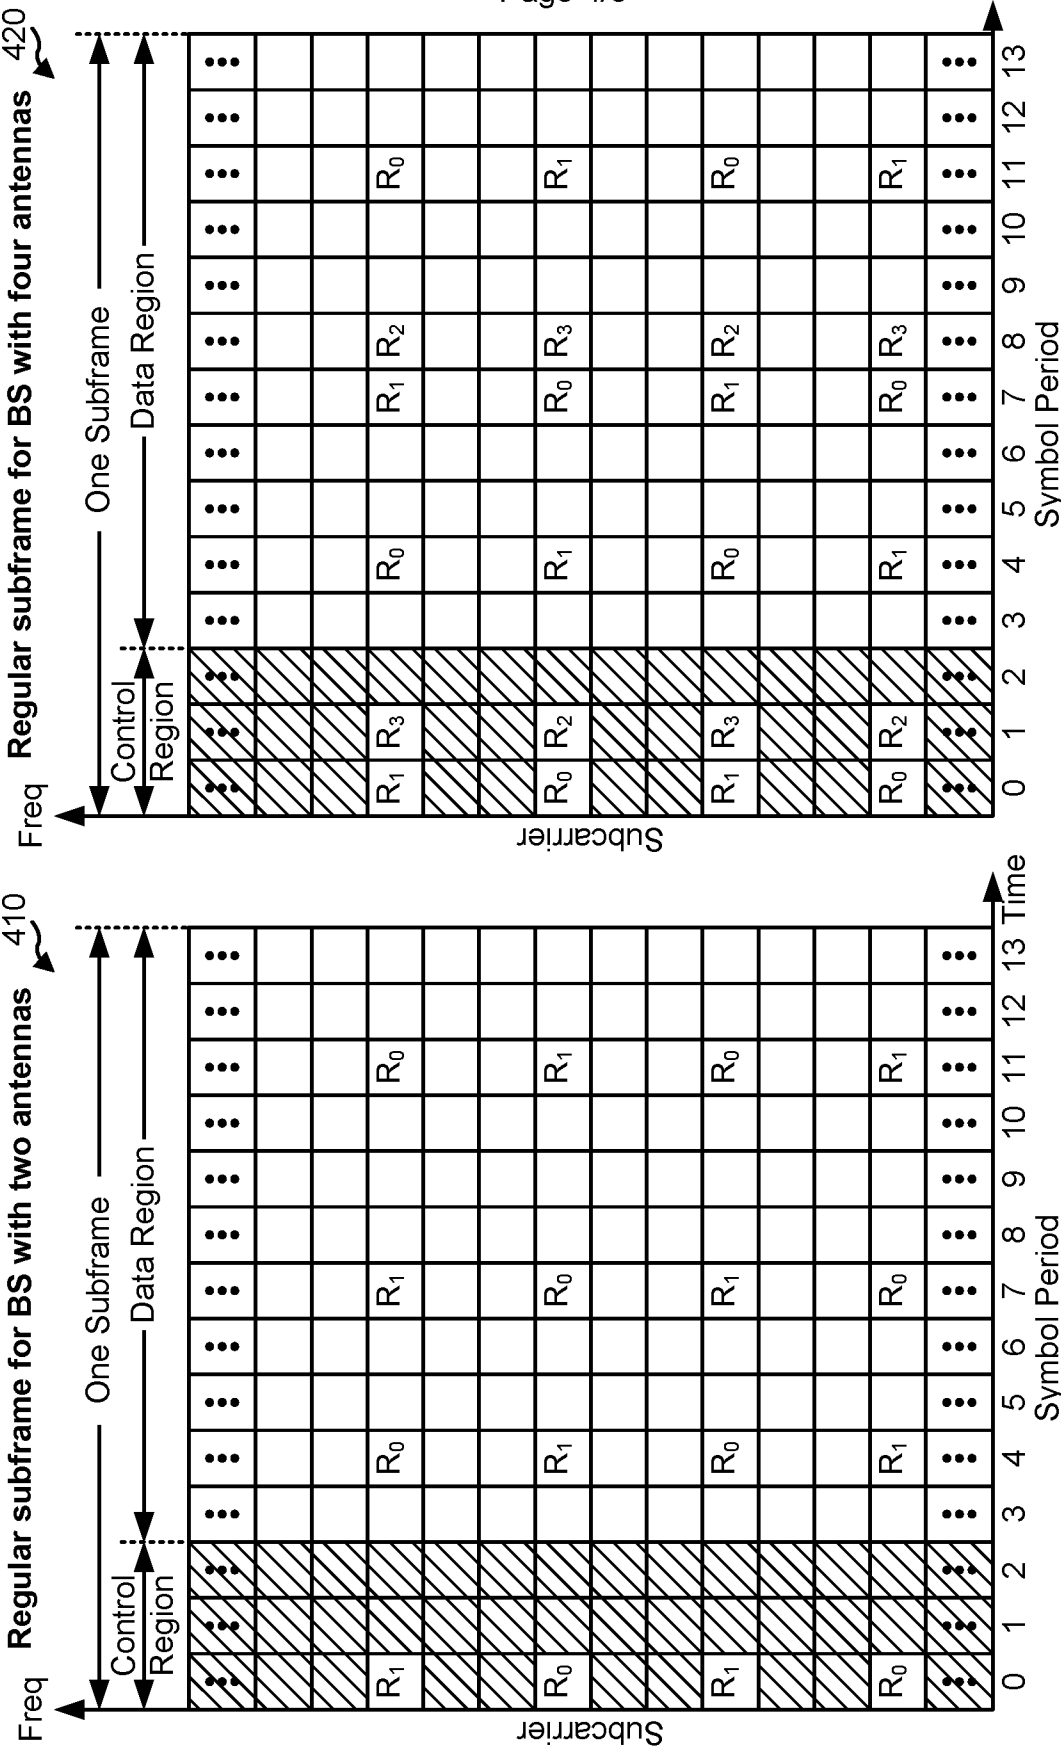 Regular subframe for BS with two antennas 410
Freq
One Subframe
Control
Region
Data Region
Subcarrier
••• ••• ••• ••• ••• ••• ••• ••• ••• ••• ••• ••• ••• •••
R₁ R₀ R₁ R₀
R₀ R₁ R₀ R₁
R₁ R₀ R₁ R₀
R₀ R₁ R₀ R₁
••• ••• ••• ••• ••• ••• ••• ••• ••• ••• ••• ••• ••• •••
0 1 2 3 4 5 6 7 8 9 10 11 12 13 Time
Symbol Period
Regular subframe for BS with four antennas 420
Freq
One Subframe
Control
Region
Data Region
Subcarrier
••• ••• ••• ••• ••• ••• ••• ••• ••• ••• ••• ••• ••• •••
R₁ R₃ R₀ R₁ R₂ R₀
R₀ R₂ R₁ R₀ R₃ R₁
R₁ R₃ R₀ R₁ R₂ R₀
R₀ R₂ R₁ R₀ R₃ R₁
••• ••• ••• ••• ••• ••• ••• ••• ••• ••• ••• ••• ••• •••
0 1 2 3 4 5 6 7 8 9 10 11 12 13
Symbol Period